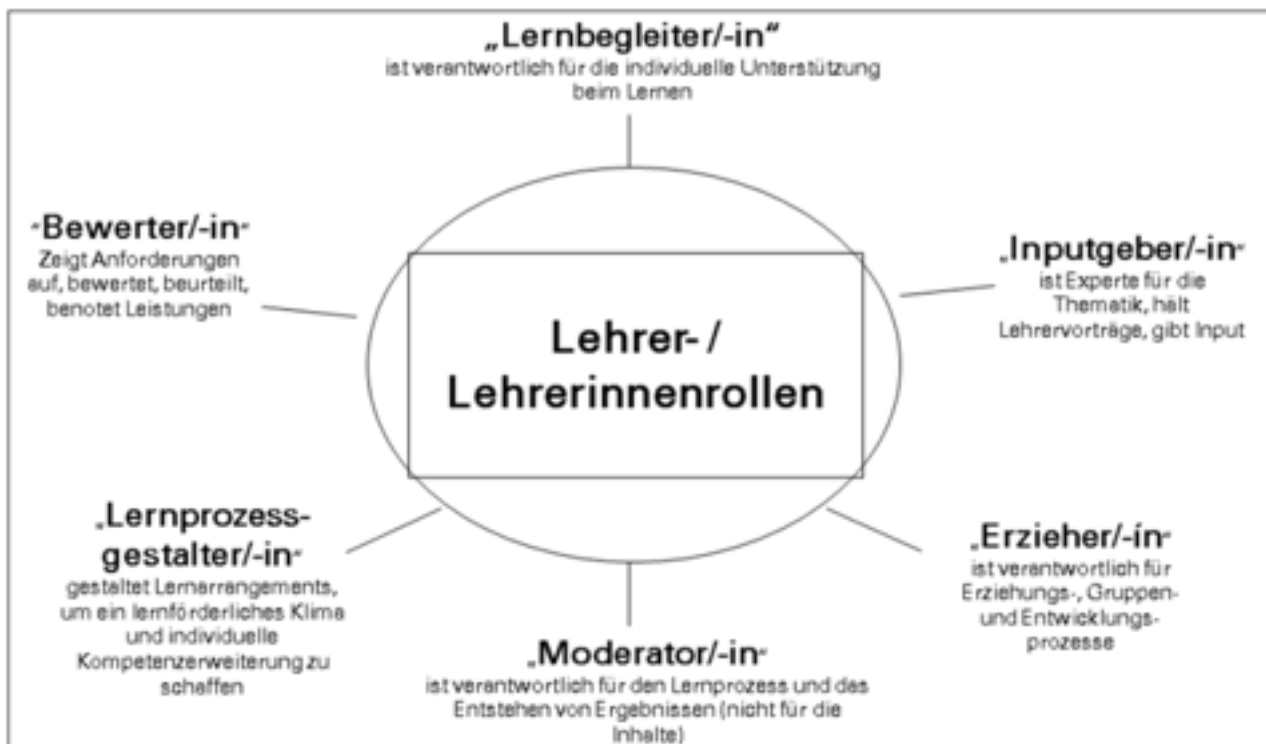 „Lernbegleiter/-in“
ist verantwortlich für die individuelle Unterstützung
beim Lernen
„Bewerter/-in“
Zeigt Anforderungen
auf, bewertet, beurteilt,
benotet Leistungen
„Inputgeber/-in“
ist Experte für die
Thematik, hält
Lehrervorträge, gibt Input
Lehrer- /
Lehrerinnenrollen
„Lernprozess-
gestalter/-in“
gestaltet Lernarrangements,
um ein lernförderliches Klima
und individuelle
Kompetenzerweiterung zu
schaffen
„Erzieher/-in“
ist verantwortlich für
Erziehungs-, Gruppen-
und Entwicklungs-
prozesse
„Moderator/-in“
ist verantwortlich für den Lernprozess und das
Entstehen von Ergebnissen (nicht für die
Inhalte)